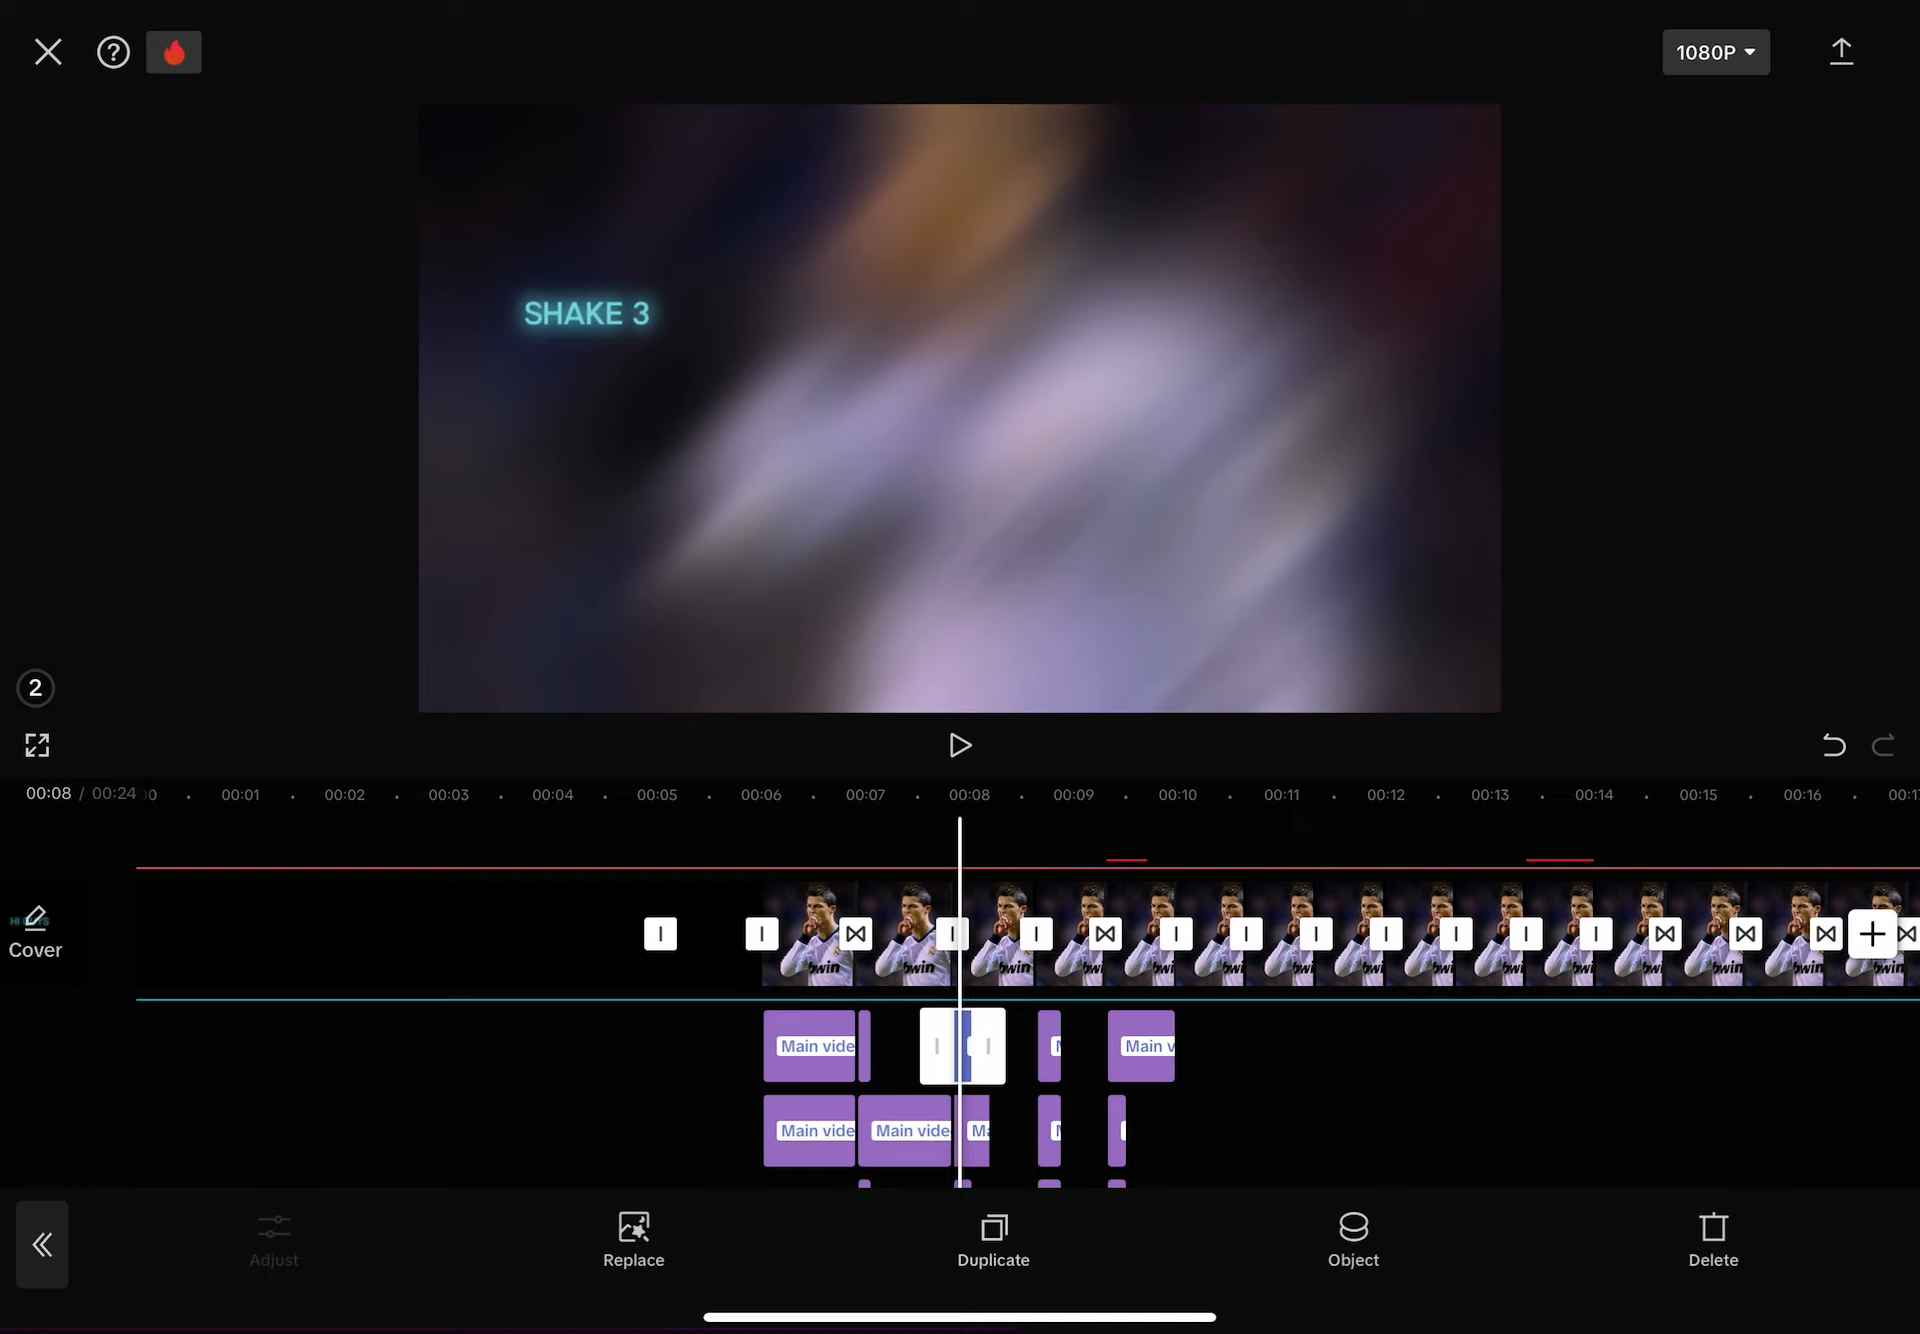 1080P
SHAKE 3
2
00:08 / 00:24
00:01
00:02
00:03
00:04
00:05
00:06
00:07
00:08
00:09
00:10
00:11
00:12
00:13
00:14
00:15
00:16
Cover
bwin
bwin
Main vide
Main v
Main vide
Main vide
Adjust
Replace
Duplicate
Object
Delete